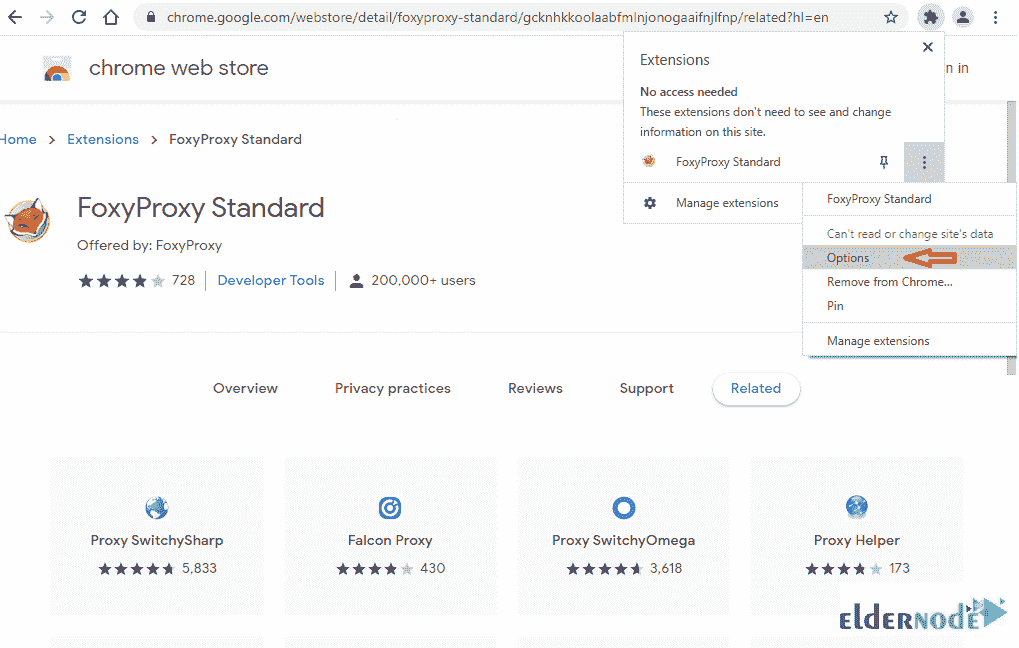 chrome.google.com/webstore/detail/foxyproxy-standard/gcknhkkoolaabfmlnjonogaaifnjlfnp/related?hl=en
chrome web store
n in
Extensions
No access needed
These extensions don't need to see and change
information on this site.
FoxyProxy Standard
Manage extensions
FoxyProxy Standard
Can't read or change site's data
Options
Remove from Chrome...
Pin
Manage extensions
Home > Extensions > FoxyProxy Standard
FoxyProxy Standard
Offered by: FoxyProxy
728 Developer Tools 200,000+ users
Overview Privacy practices Reviews Support Related
Proxy SwitchySharp
5,833
Falcon Proxy
430
Proxy SwitchyOmega
3,618
Proxy Helper
173
elderNODE